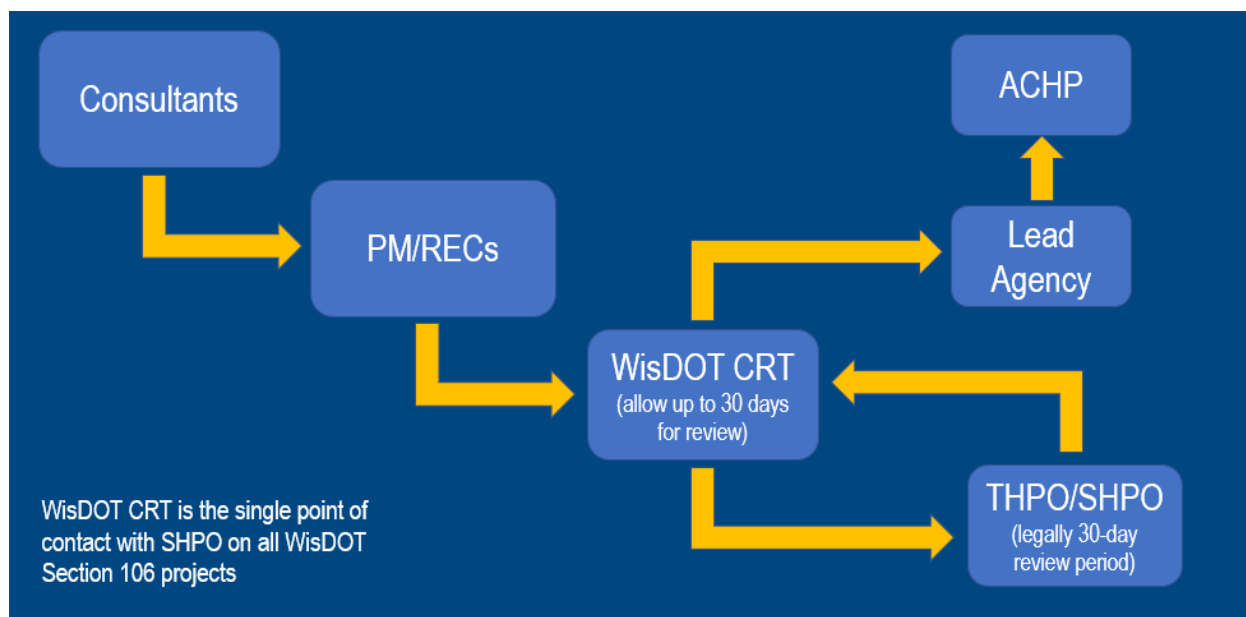 Consultants
ACHP
PM/RECs
Lead
Agency
WisDOT CRT
(allow up to 30 days
for review)
THPO/SHPO
(legally 30-day
review period)
WisDOT CRT is the single point of
contact with SHPO on all WisDOT
Section 106 projects